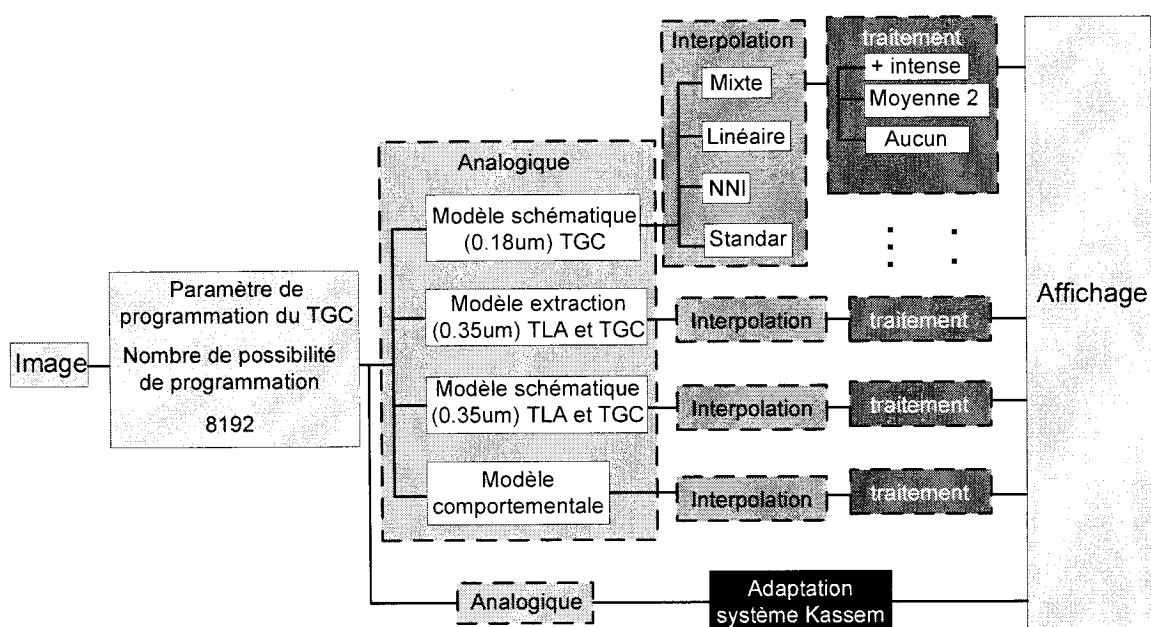 Image
Paramètre de
programmation du TGC
Nombre de possibilité
de programmation
8192
Analogique
Modèle schématique
(0.18um) TGC
Modèle extraction
(0.35um) TLA et TGC
Modèle schématique
(0.35um) TLA et TGC
Modèle
comportementale
Interpolation
Mixte
Linéaire
NNI
Standar
traitement
+ intense
Moyenne 2
Aucun
Interpolation
traitement
Interpolation
traitement
Interpolation
traitement
Analogique
Adaptation
système Kassem
Affichage